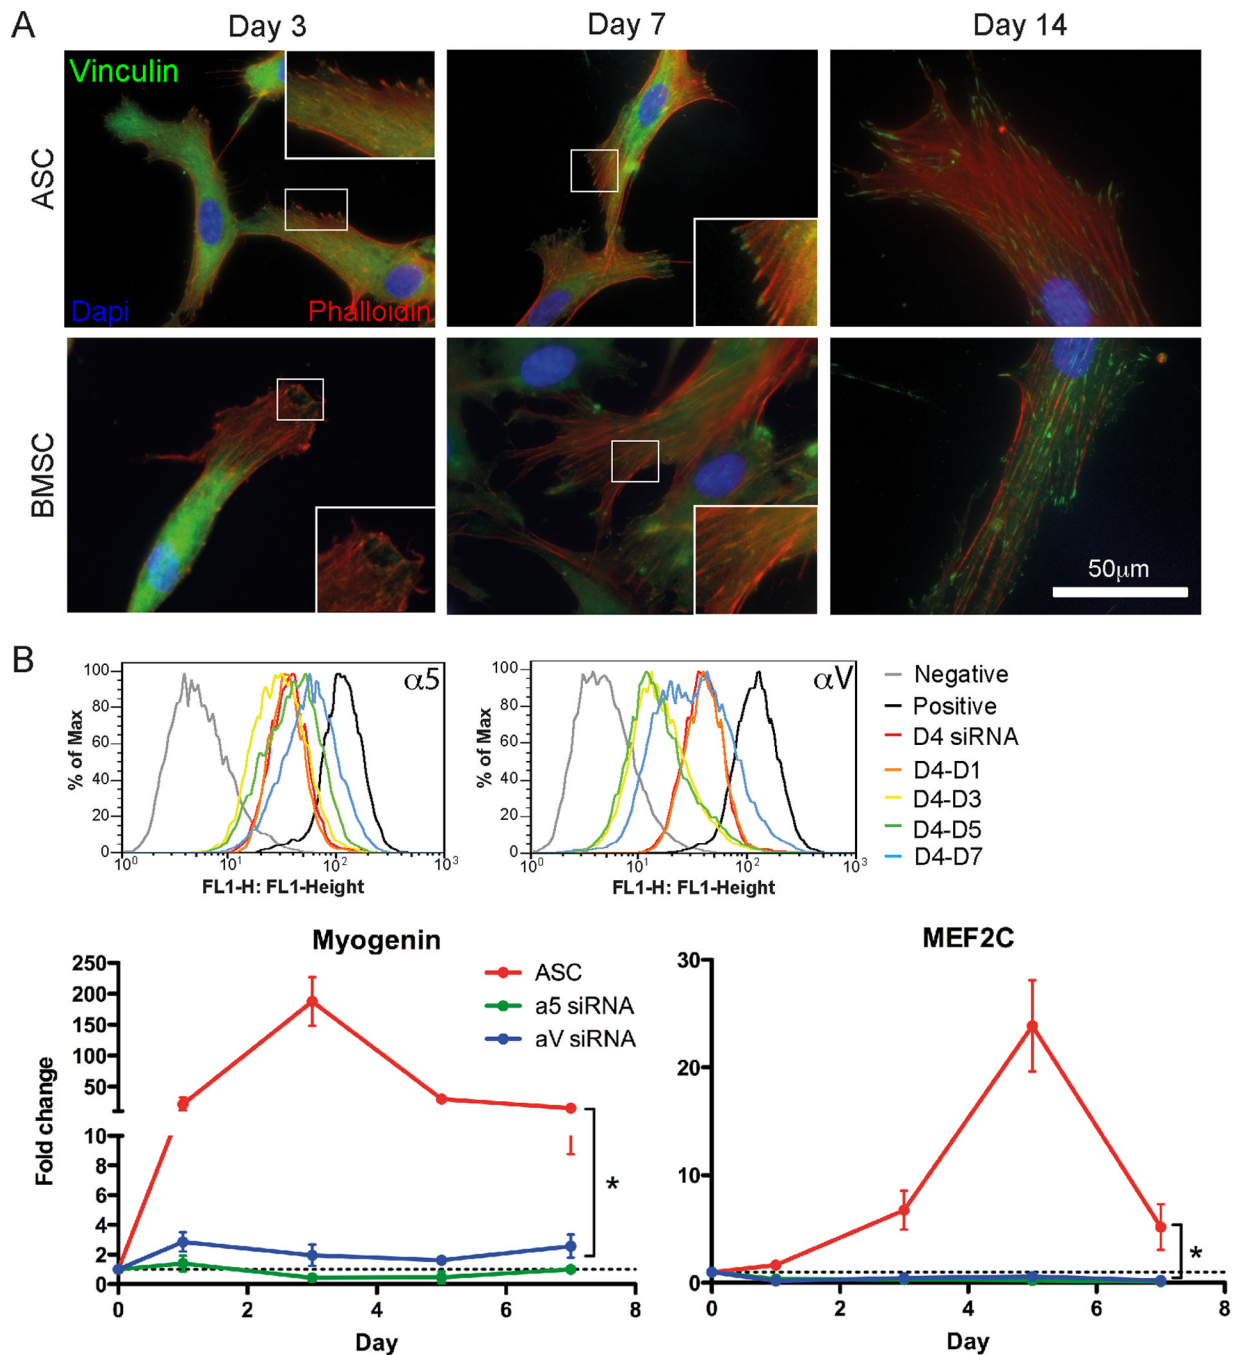 A
Day 3
Day 7
Day 14
ASC
Vinculin
Dapi
Phalloidin
BMSC
50μm
B
α5
100
80
60
40
20
0
% of Max
10⁰
10¹
10²
10³
FL1-H: FL1-Height
αV
100
80
60
40
20
0
% of Max
10⁰
10¹
10²
10³
FL1-H: FL1-Height
Negative
Positive
D4 siRNA
D4-D1
D4-D3
D4-D5
D4-D7
Myogenin
250
200
150
100
50
10
8
6
4
2
0
Fold change
ASC
a5 siRNA
aV siRNA
*
0
2
4
6
8
Day
MEF2C
30
20
10
0
*
0
2
4
6
8
Day